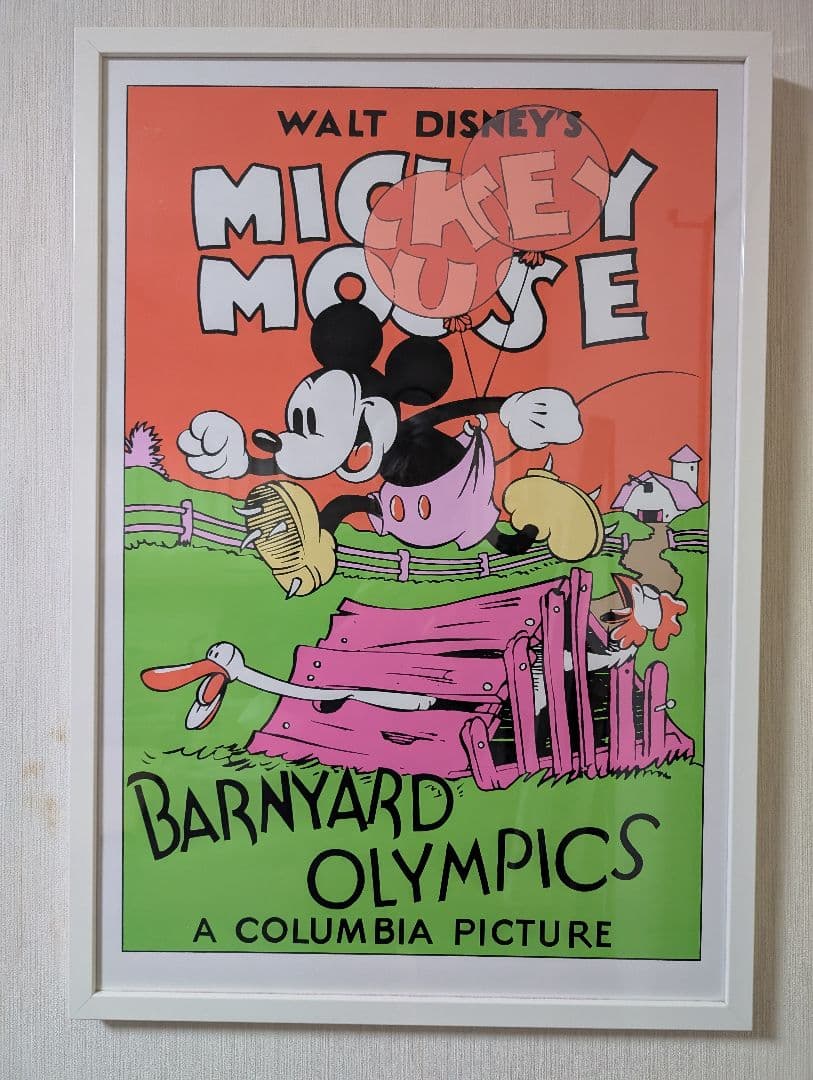 WALT DISNEY'S
MICKEY
MOUSE
BARNYARD
OLYMPICS
A COLUMBIA PICTURE